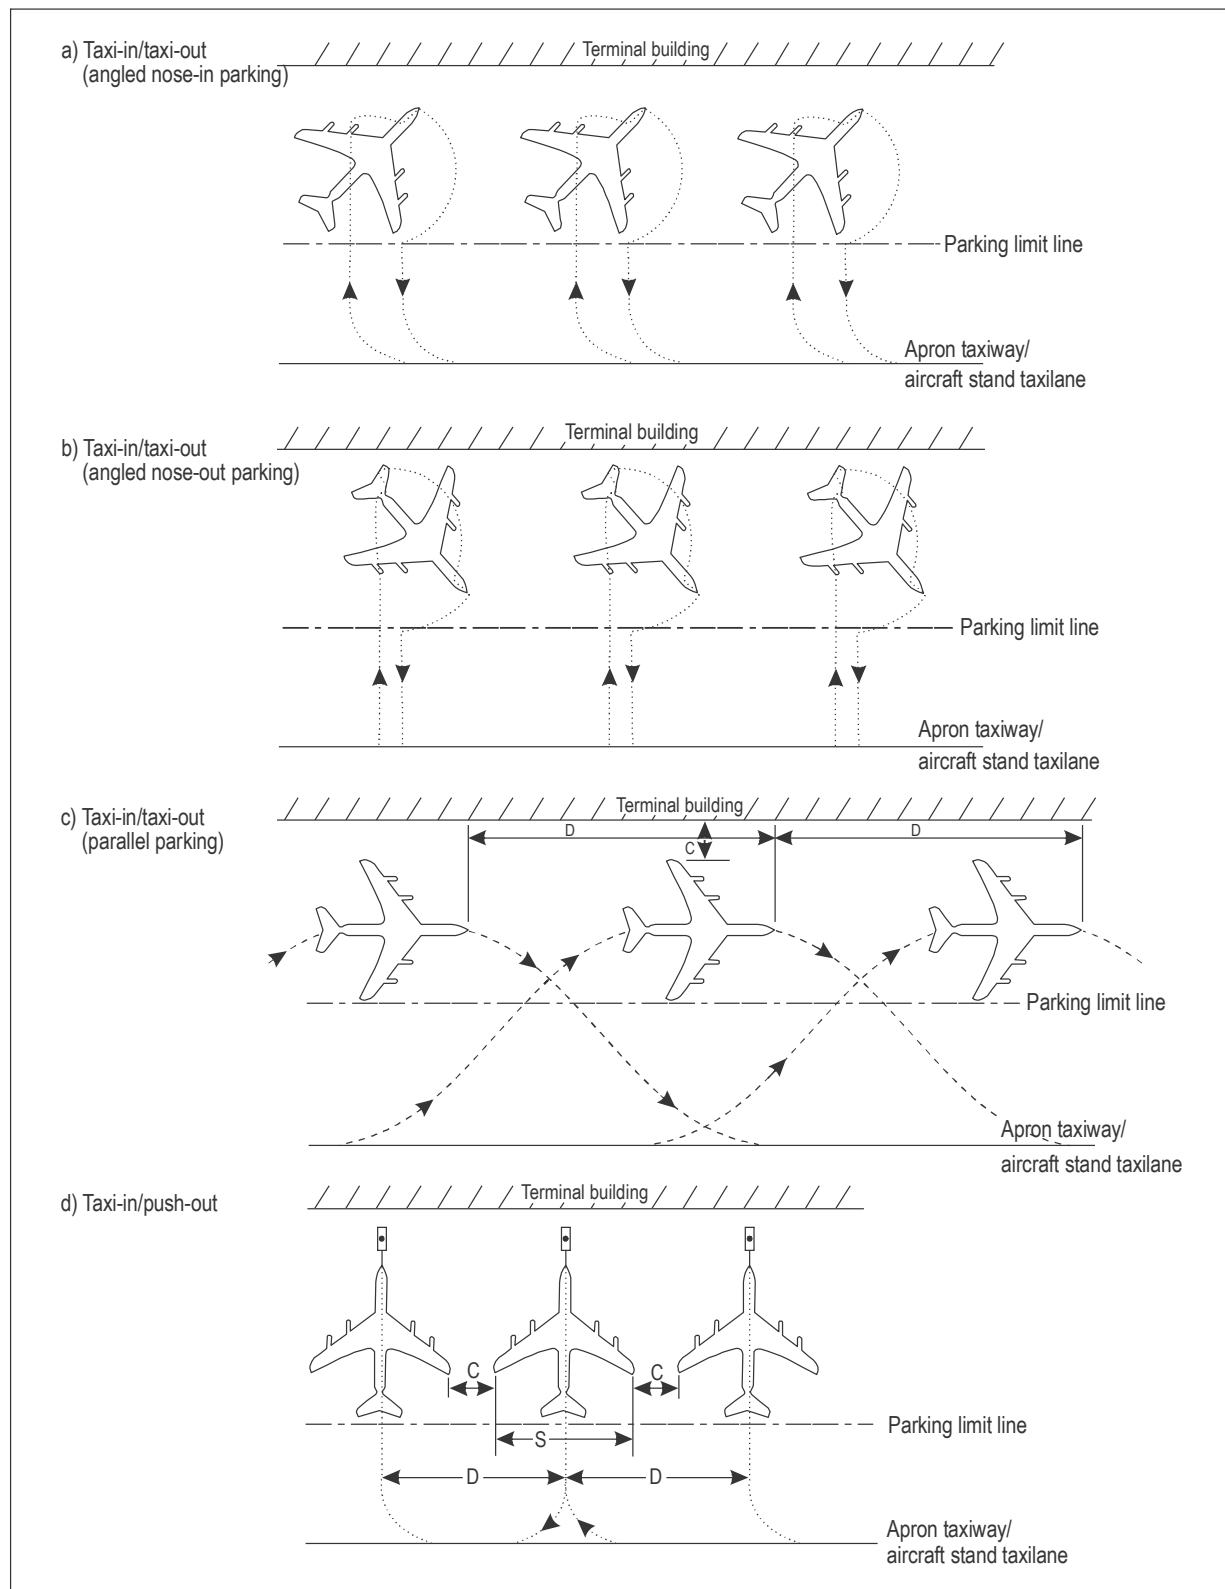 a) Taxi-in/taxi-out
(angled nose-in parking)
Terminal building
Parking limit line
Apron taxiway/
aircraft stand taxilane
b) Taxi-in/taxi-out
(angled nose-out parking)
Terminal building
Parking limit line
Apron taxiway/
aircraft stand taxilane
c) Taxi-in/taxi-out
(parallel parking)
Terminal building
D
D
C
Parking limit line
Apron taxiway/
aircraft stand taxilane
d) Taxi-in/push-out
Terminal building
C
C
Parking limit line
S
D
D
Apron taxiway/
aircraft stand taxilane